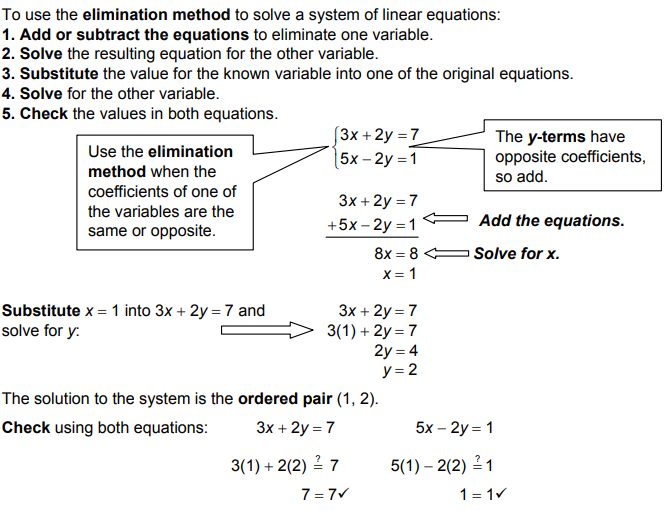 To use the elimination method to solve a system of linear equations:
1. Add or subtract the equations to eliminate one variable.
2. Solve the resulting equation for the other variable.
3. Substitute the value for the known variable into one of the original equations.
4. Solve for the other variable.
5. Check the values in both equations.
Use the elimination
method when the
coefficients of one of
the variables are the
same or opposite.
3x + 2y = 7
5x – 2y = 1
The y-terms have
opposite coefficients,
so add.
3x + 2y = 7
+5x – 2y = 1
Add the equations.
8x = 8
Solve for x.
x = 1
Substitute x = 1 into 3x + 2y = 7 and
solve for y:
3x + 2y = 7
3(1) + 2y = 7
2y = 4
y = 2
The solution to the system is the ordered pair (1, 2).
Check using both equations: 3x + 2y = 7 5x – 2y = 1
3(1) + 2(2) ≟ 7 5(1) – 2(2) ≟ 1
7 = 7✓ 1 = 1✓